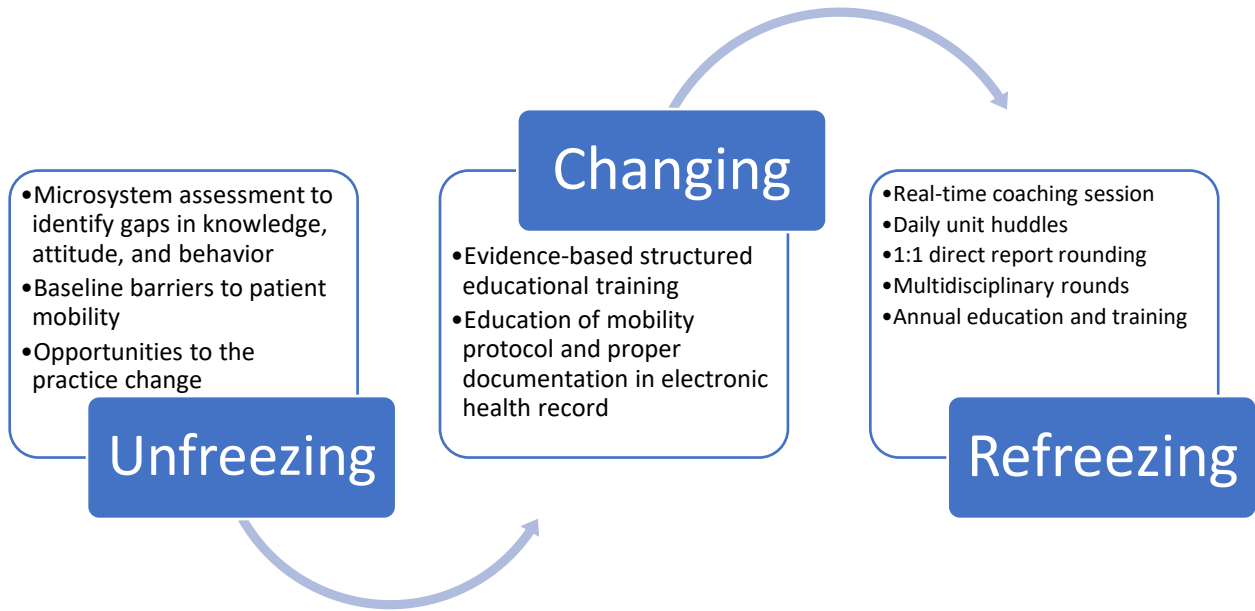 •Microsystem assessment to
identify gaps in knowledge,
attitude, and behavior
•Baseline barriers to patient
mobility
•Opportunities to the
practice change
Unfreezing
Changing
•Evidence-based structured
educational training
•Education of mobility
protocol and proper
documentation in electronic
health record
•Real-time coaching session
•Daily unit huddles
•1:1 direct report rounding
•Multidisciplinary rounds
•Annual education and training
Refreezing